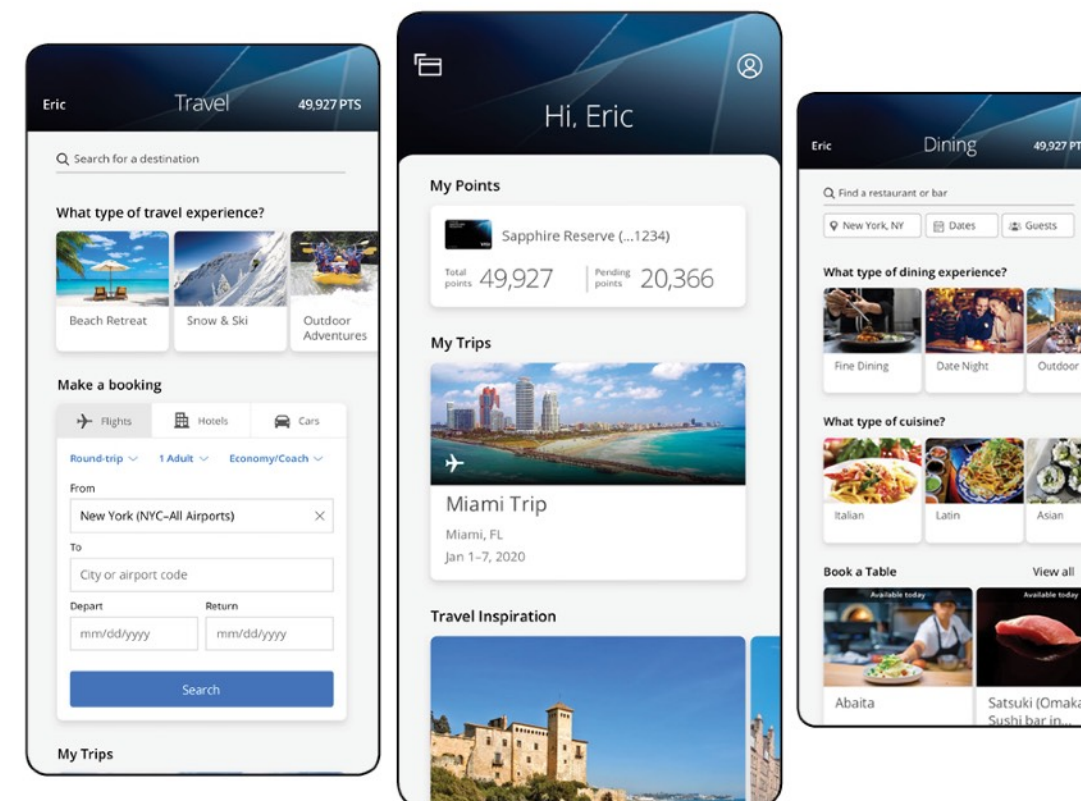 Eric
Travel
49,927 PTS
Search for a destination
What type of travel experience?
Beach Retreat
Snow & Ski
Outdoor
Adventures
Make a booking
Flights
Hotels
Cars
Round-trip
1 Adult
Economy/Coach
From
New York (NYC–All Airports)
To
City or airport code
Depart
Return
mm/dd/yyyy
mm/dd/yyyy
Search
My Trips
Hi, Eric
My Points
Sapphire Reserve (...1234)
Total
points
49,927
Pending
points
20,366
My Trips
Miami Trip
Miami, FL
Jan 1–7, 2020
Travel Inspiration
Eric
Dining
49,927 PT
Find a restaurant or bar
New York, NY
Dates
Guests
What type of dining experience?
Fine Dining
Date Night
Outdoor
What type of cuisine?
Italian
Latin
Asian
Book a Table
View all
Available today
Available today
Abaita
Satsuki (Omaka
Sushi bar in...